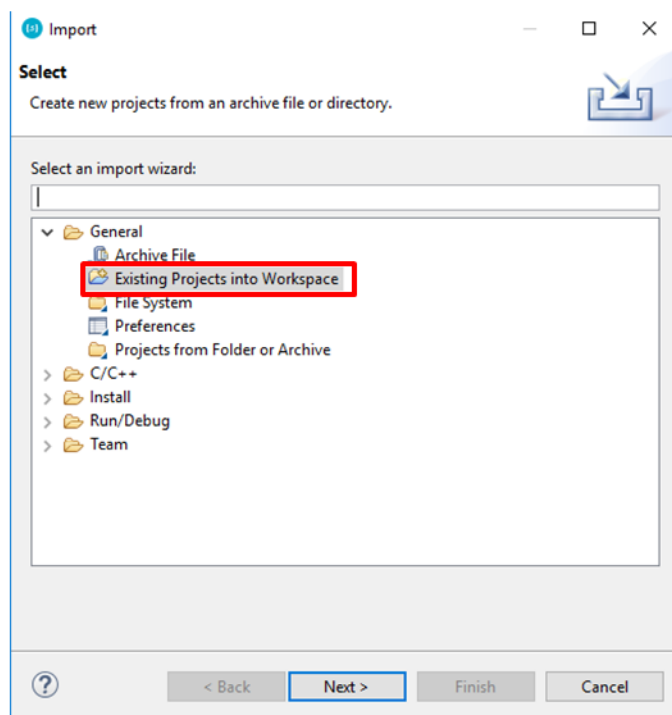 Import
Select
Create new projects from an archive file or directory.
Select an import wizard:
General
Archive File
Existing Projects into Workspace
File System
Preferences
Projects from Folder or Archive
C/C++
Install
Run/Debug
Team
? < Back Next > Finish Cancel